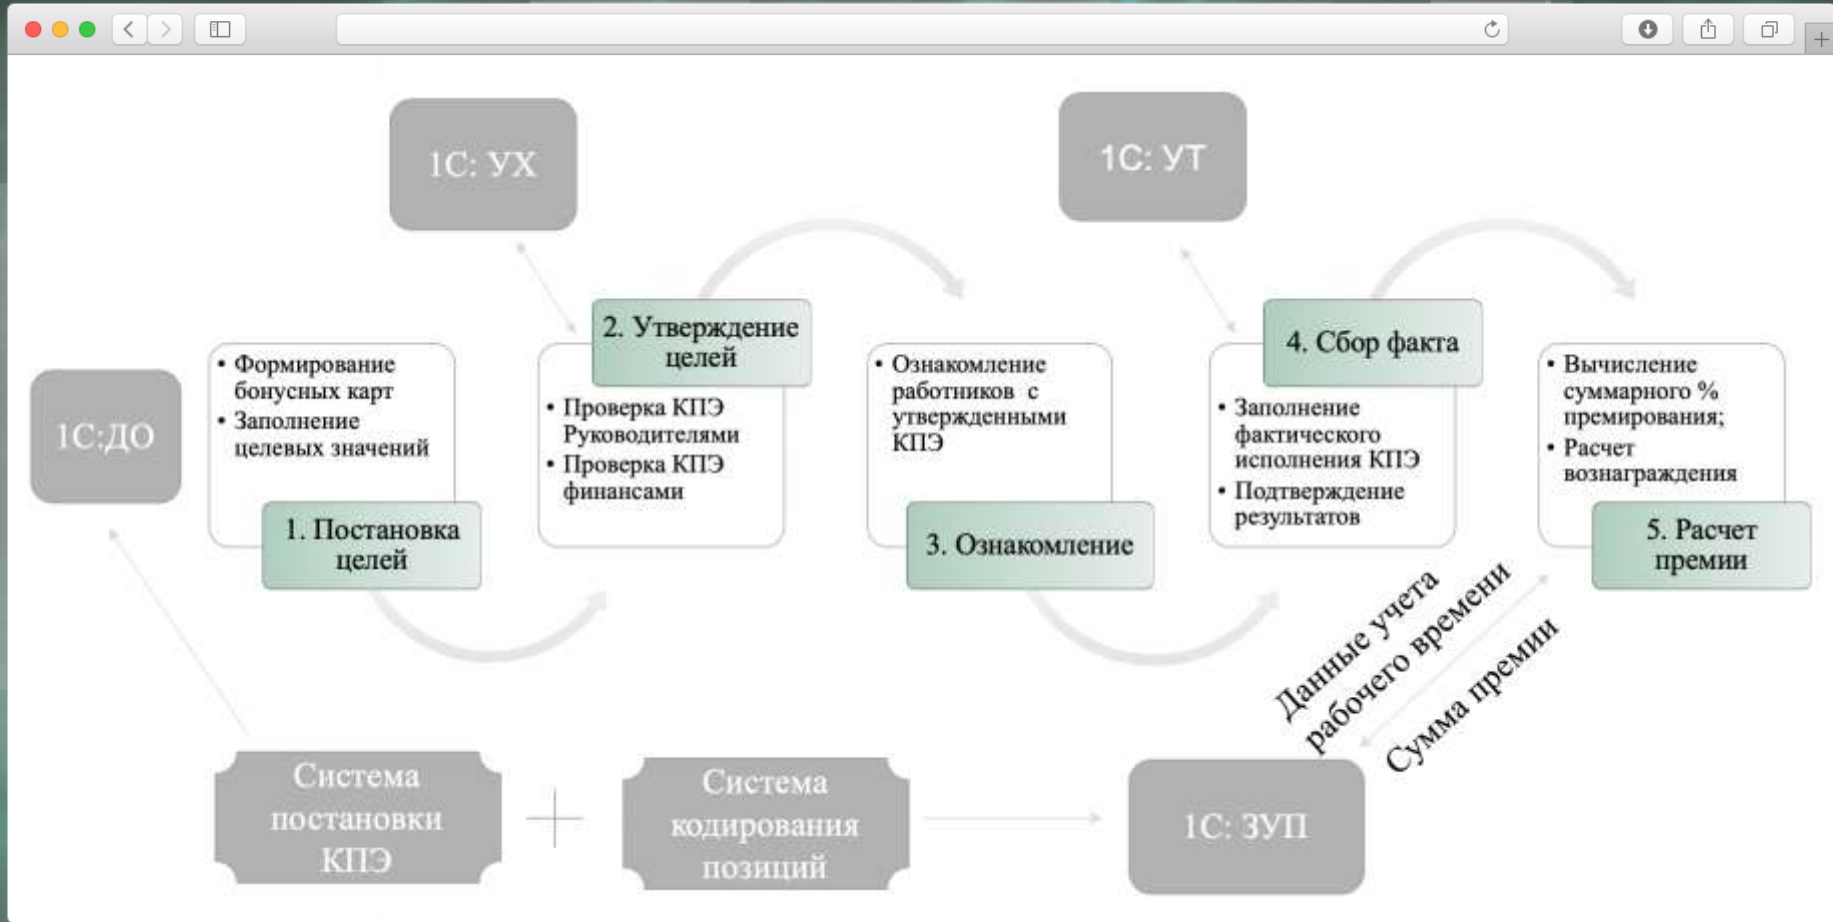 1С: УХ
1С: УТ
1С:ДО
• Формирование
бонусных карт
• Заполнение
целевых значений
1. Постановка
целей
2. Утверждение
целей
• Проверка КПЭ
Руководителями
• Проверка КПЭ
финансами
• Ознакомление
работников с
утвержденными
КПЭ
3. Ознакомление
4. Сбор факта
• Заполнение
фактического
исполнения КПЭ
• Подтверждение
результатов
• Вычисление
суммарного %
премирования;
• Расчет
вознаграждения
5. Расчет
премии
Данные учета
рабочего времени
Сумма премии
Система
постановки
КПЭ
Система
кодирования
позиций
1С: ЗУП